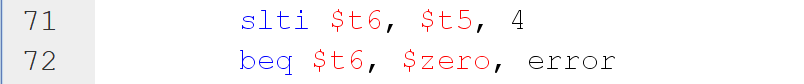 71 slti $t6, $t5, 4
72 beq $t6, $zero, error